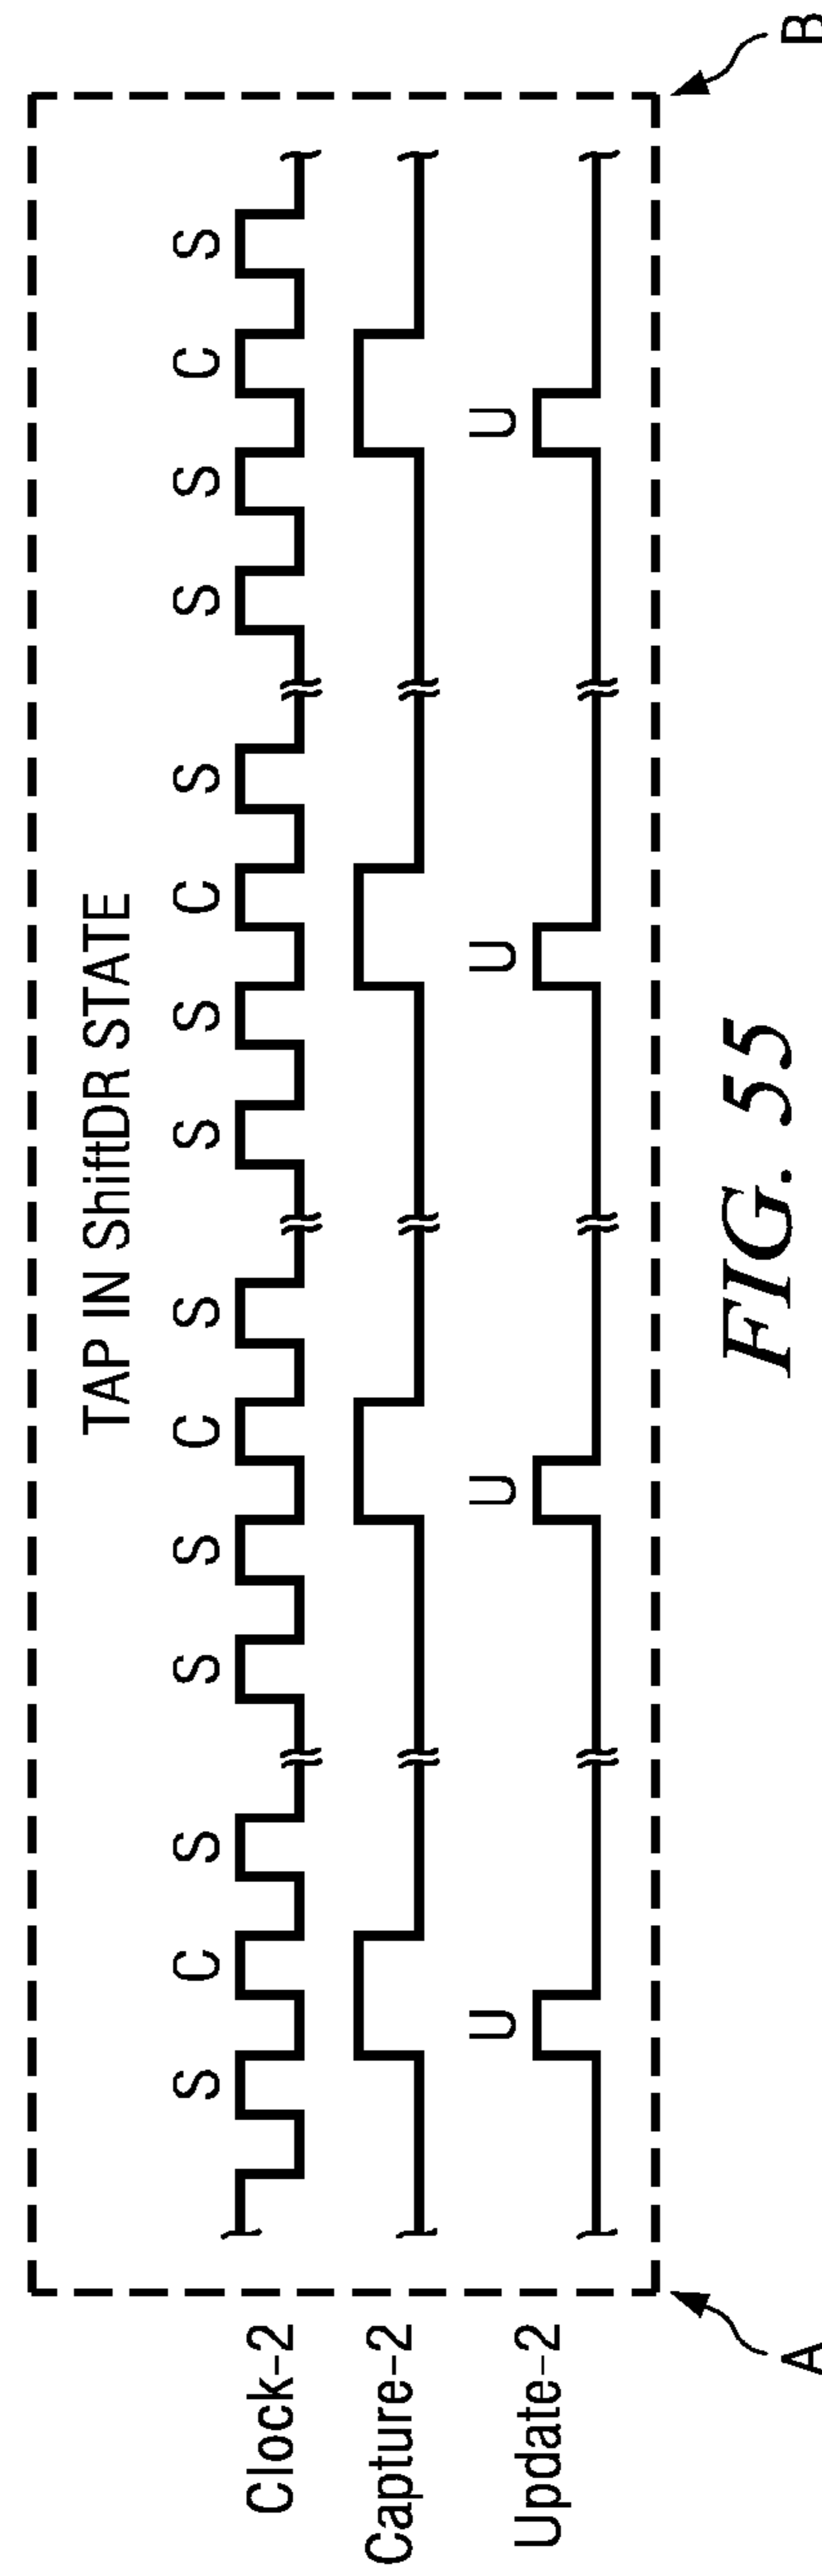 TAP IN ShiftDR STATE
S C S S S C S S S C S S S C S
Clock-2
Capture-2
U U U U
Update-2
A B
FIG. 55